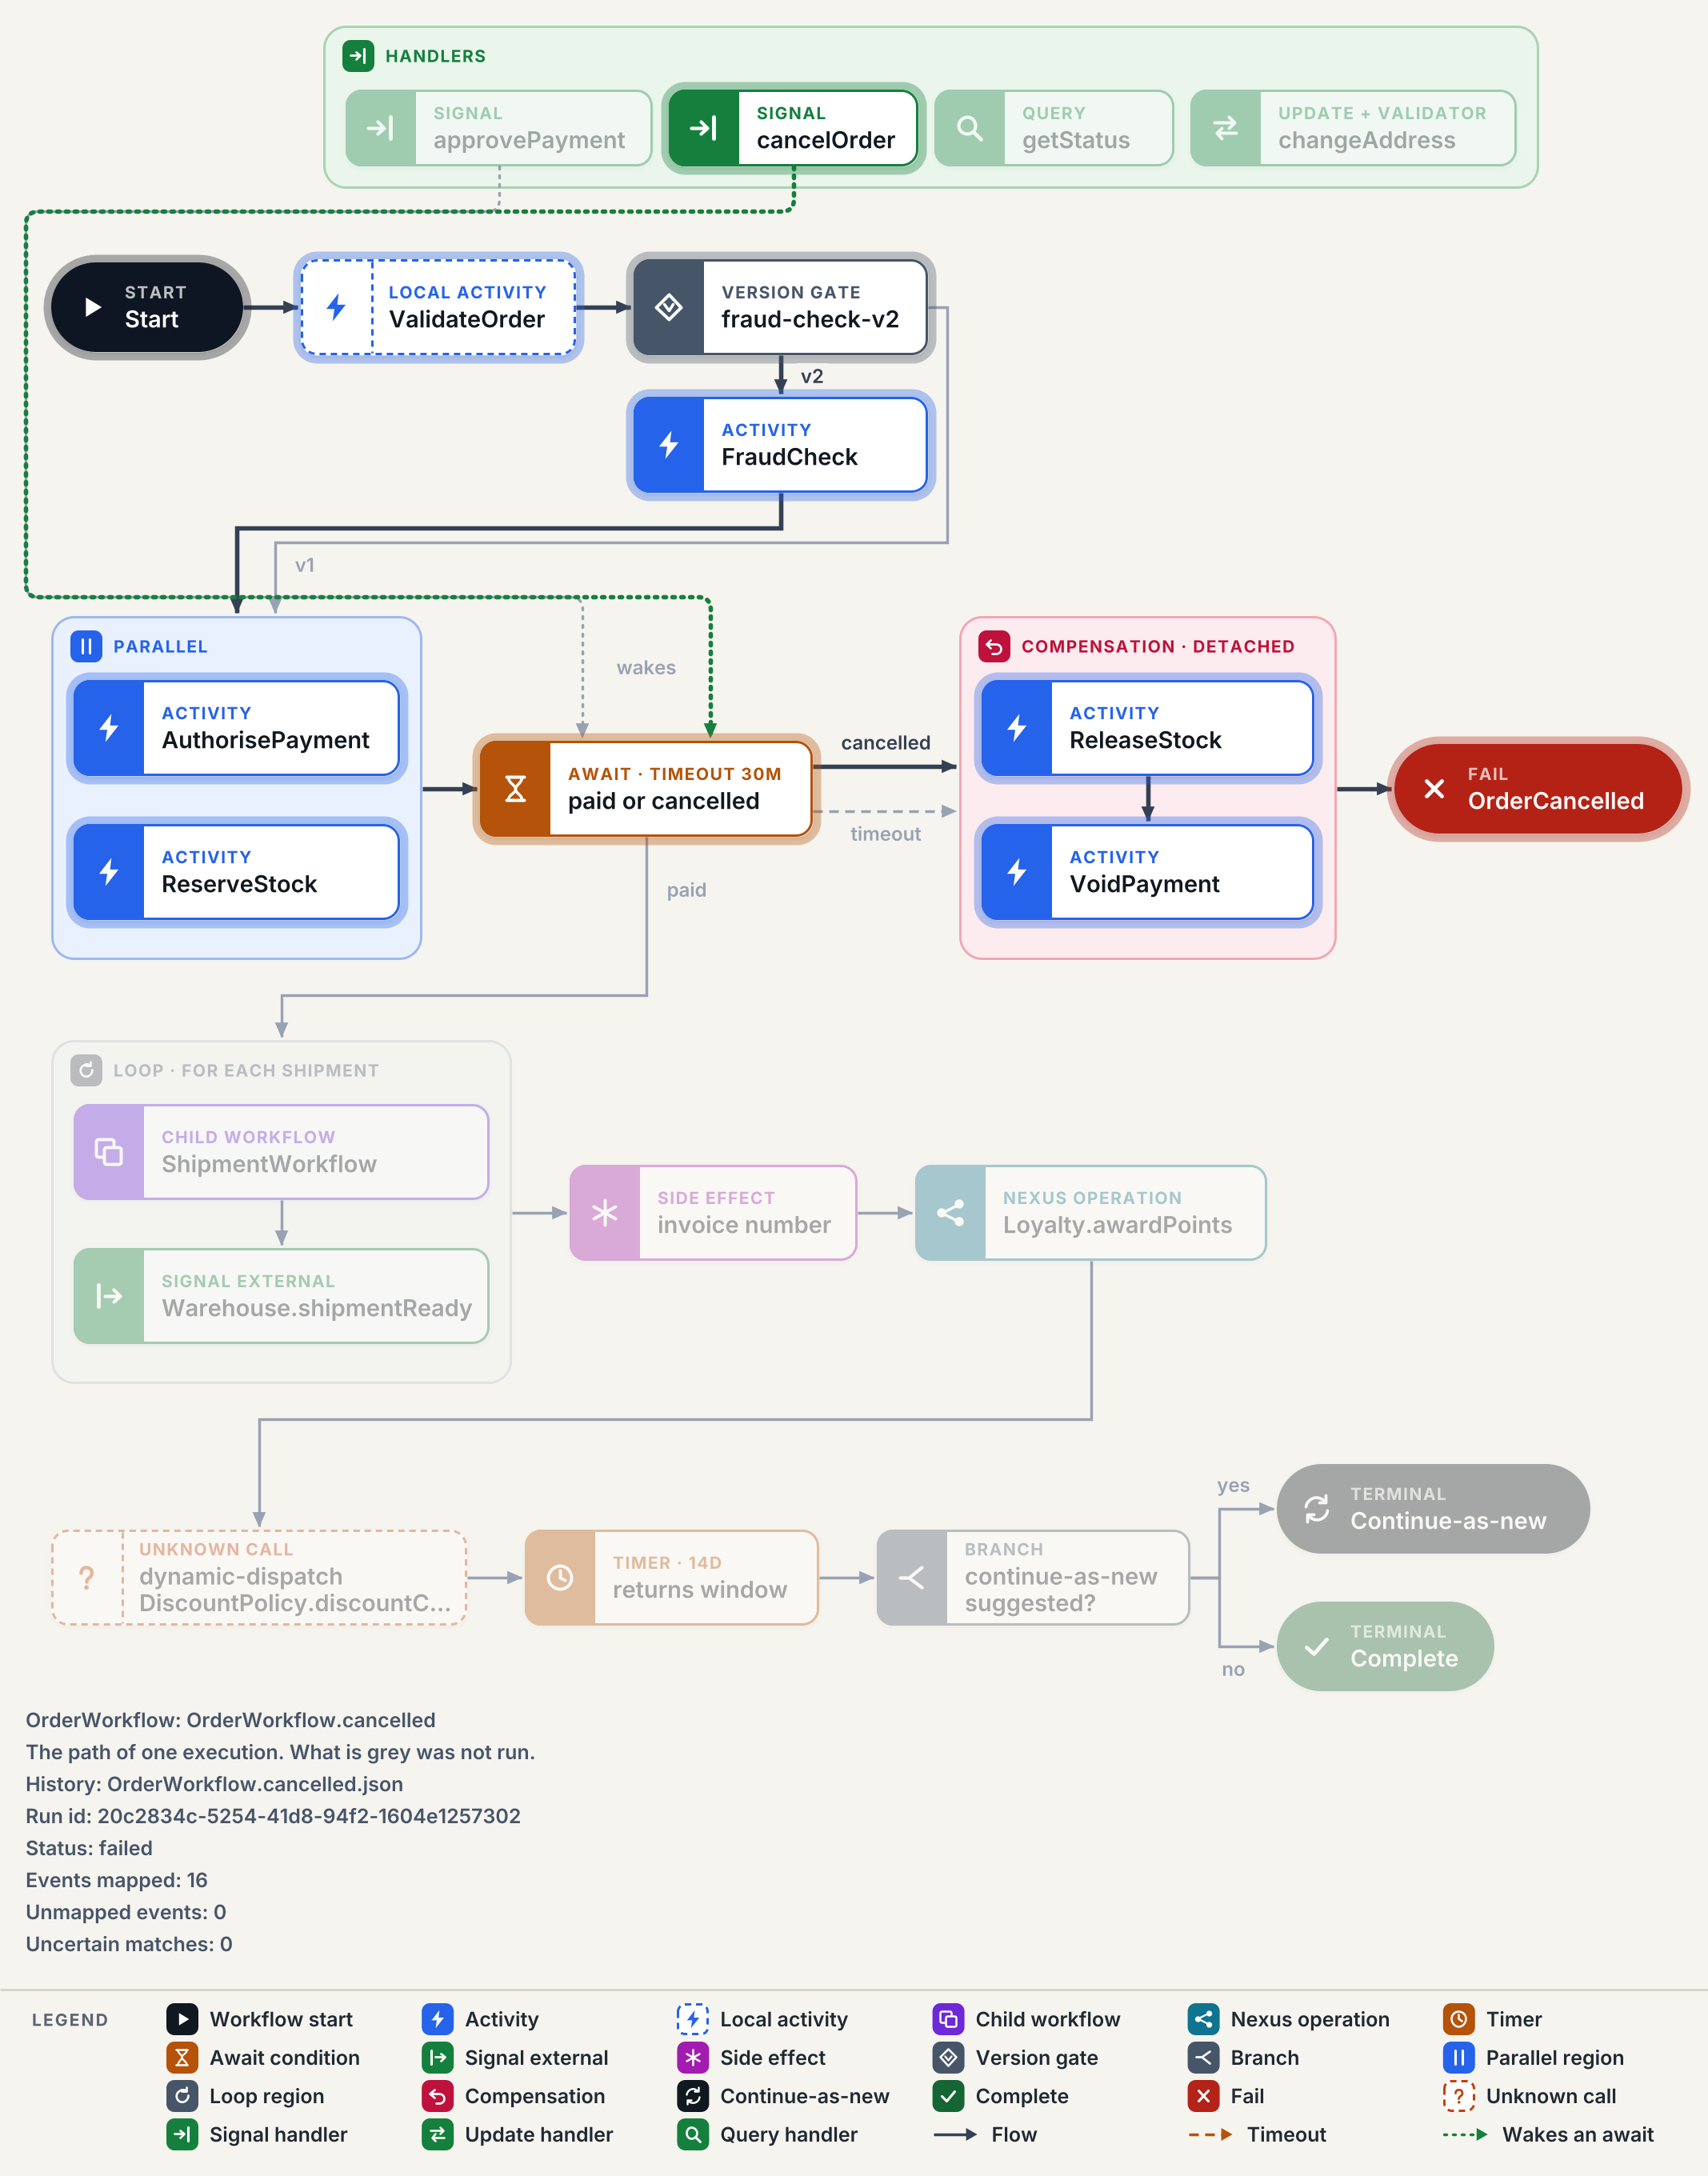 HANDLERS
SIGNAL
approvePayment
SIGNAL
cancelOrder
QUERY
getStatus
UPDATE + VALIDATOR
changeAddress
START
Start
LOCAL ACTIVITY
ValidateOrder
VERSION GATE
fraud-check-v2
v2
ACTIVITY
FraudCheck
v1
wakes
PARALLEL
ACTIVITY
AuthorisePayment
ACTIVITY
ReserveStock
AWAIT · TIMEOUT 30M
paid or cancelled
cancelled
timeout
paid
COMPENSATION · DETACHED
ACTIVITY
ReleaseStock
ACTIVITY
VoidPayment
FAIL
OrderCancelled
LOOP · FOR EACH SHIPMENT
CHILD WORKFLOW
ShipmentWorkflow
SIGNAL EXTERNAL
Warehouse.shipmentReady
SIDE EFFECT
invoice number
NEXUS OPERATION
Loyalty.awardPoints
UNKNOWN CALL
dynamic-dispatch
DiscountPolicy.discountC...
TIMER · 14D
returns window
BRANCH
continue-as-new
suggested?
yes
TERMINAL
Continue-as-new
no
TERMINAL
Complete
OrderWorkflow: OrderWorkflow.cancelled
The path of one execution. What is grey was not run.
History: OrderWorkflow.cancelled.json
Run id: 20c2834c-5254-41d8-94f2-1604e1257302
Status: failed
Events mapped: 16
Unmapped events: 0
Uncertain matches: 0
LEGEND
Workflow start
Activity
Local activity
Child workflow
Nexus operation
Timer
Await condition
Signal external
Side effect
Version gate
Branch
Parallel region
Loop region
Compensation
Continue-as-new
Complete
Fail
Unknown call
Signal handler
Update handler
Query handler
Flow
Timeout
Wakes an await